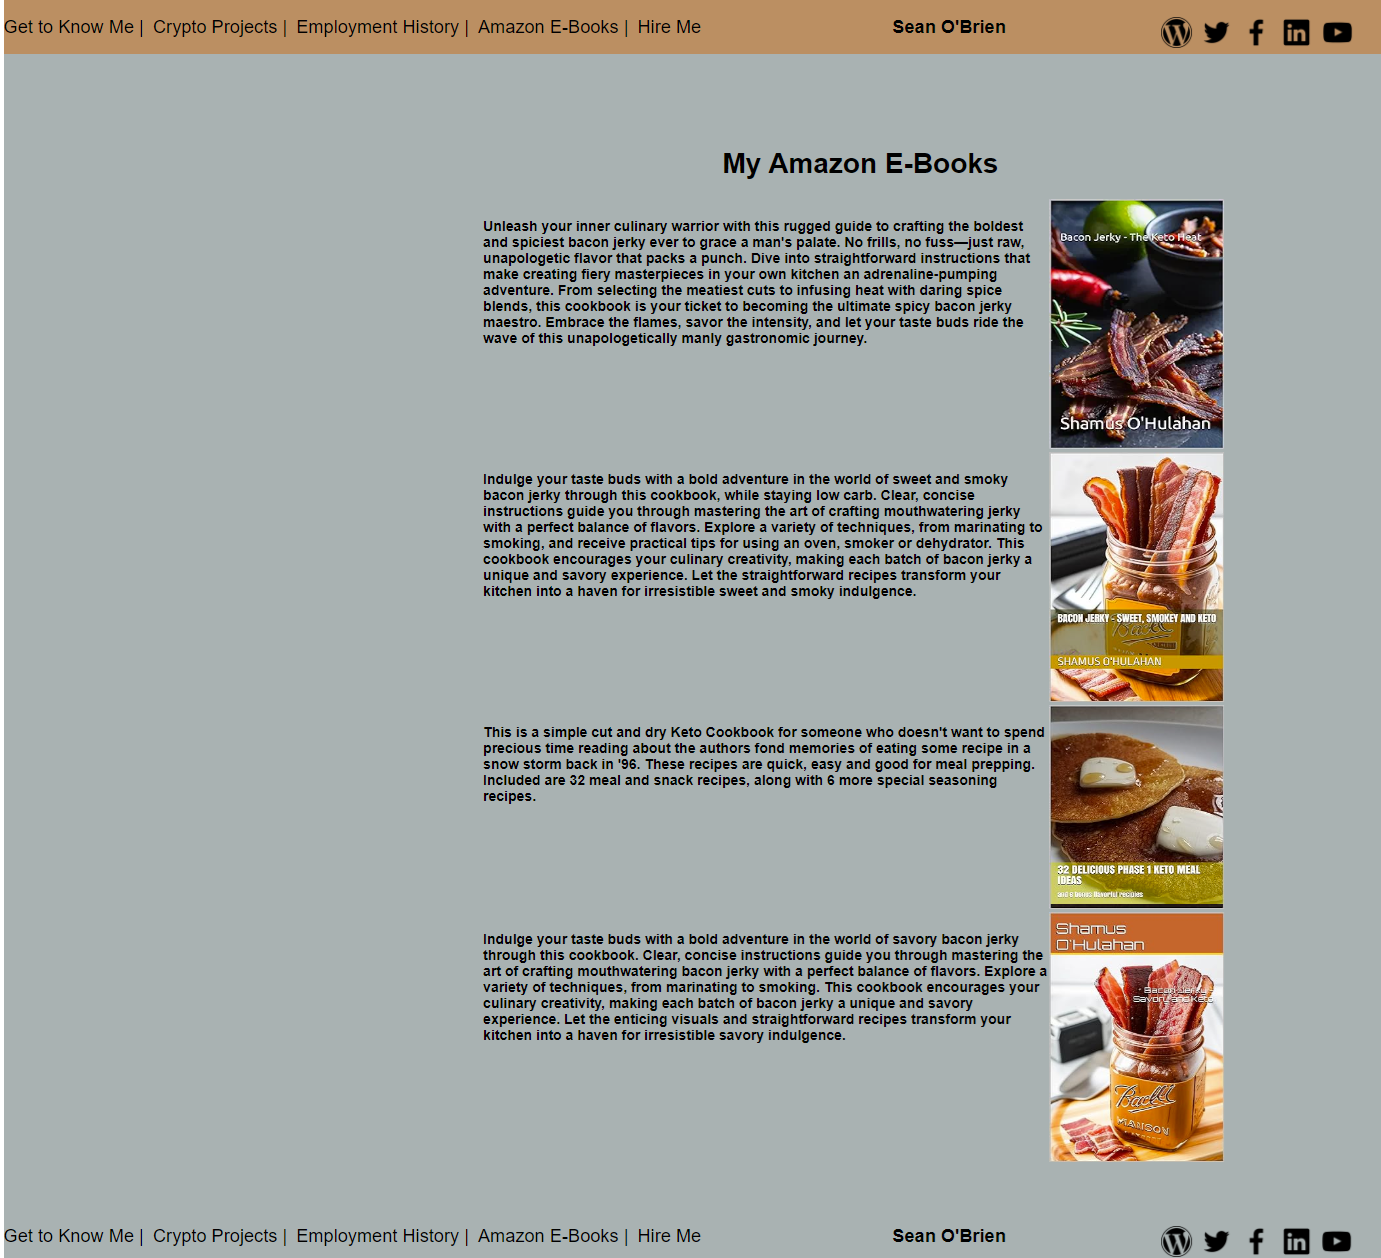 Get to Know Me | Crypto Projects | Employment History | Amazon E-Books | Hire Me Sean O'Brien
My Amazon E-Books
Unleash your inner culinary warrior with this rugged guide to crafting the boldest
and spiciest bacon jerky ever to grace a man's palate. No frills, no fuss—just raw,
unapologetic flavor that packs a punch. Dive into straightforward instructions that
make creating fiery masterpieces in your own kitchen an adrenaline-pumping
adventure. From selecting the meatiest cuts to infusing heat with daring spice
blends, this cookbook is your ticket to becoming the ultimate spicy bacon jerky
maestro. Embrace the flames, savor the intensity, and let your taste buds ride the
wave of this unapologetically manly gastronomic journey.
Bacon Jerky - The Keto Heat
Shamus O'Hulahan
Indulge your taste buds with a bold adventure in the world of sweet and smoky
bacon jerky through this cookbook, while staying low carb. Clear, concise
instructions guide you through mastering the art of crafting mouthwatering jerky
with a perfect balance of flavors. Explore a variety of techniques, from marinating to
smoking, and receive practical tips for using an oven, smoker or dehydrator. This
cookbook encourages your culinary creativity, making each batch of bacon jerky a
unique and savory experience. Let the straightforward recipes transform your
kitchen into a haven for irresistible sweet and smoky indulgence.
BACON JERKY - SWEET, SMOKEY AND KETO
SHAMUS O'HULAHAN
This is a simple cut and dry Keto Cookbook for someone who doesn't want to spend
precious time reading about the authors fond memories of eating some recipe in a
snow storm back in '96. These recipes are quick, easy and good for meal prepping.
Included are 32 meal and snack recipes, along with 6 more special seasoning
recipes.
32 DELICIOUS PHASE 1 KETO MEAL
IDEAS
and 6 bonus flavorful recipies
Indulge your taste buds with a bold adventure in the world of savory bacon jerky
through this cookbook. Clear, concise instructions guide you through mastering the
art of crafting mouthwatering bacon jerky with a perfect balance of flavors. Explore a
variety of techniques, from marinating to smoking. This cookbook encourages your
culinary creativity, making each batch of bacon jerky a unique and savory
experience. Let the enticing visuals and straightforward recipes transform your
kitchen into a haven for irresistible savory indulgence.
Shamus
O'Hulahan
Bacon Jerky -
Savory and Keto
Get to Know Me | Crypto Projects | Employment History | Amazon E-Books | Hire Me Sean O'Brien